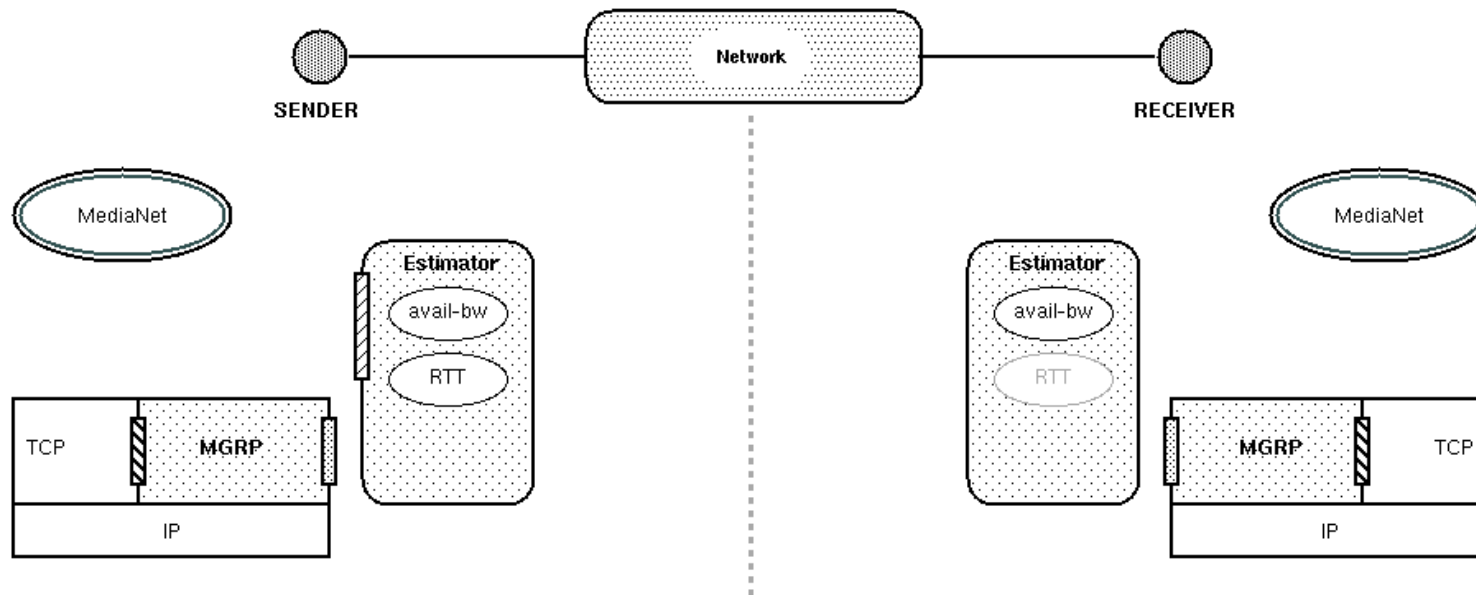 Network
SENDER
RECEIVER
MediaNet
MediaNet
Estimator
avail-bw
RTT
Estimator
avail-bw
RTT
TCP
MGRP
IP
MGRP
TCP
IP